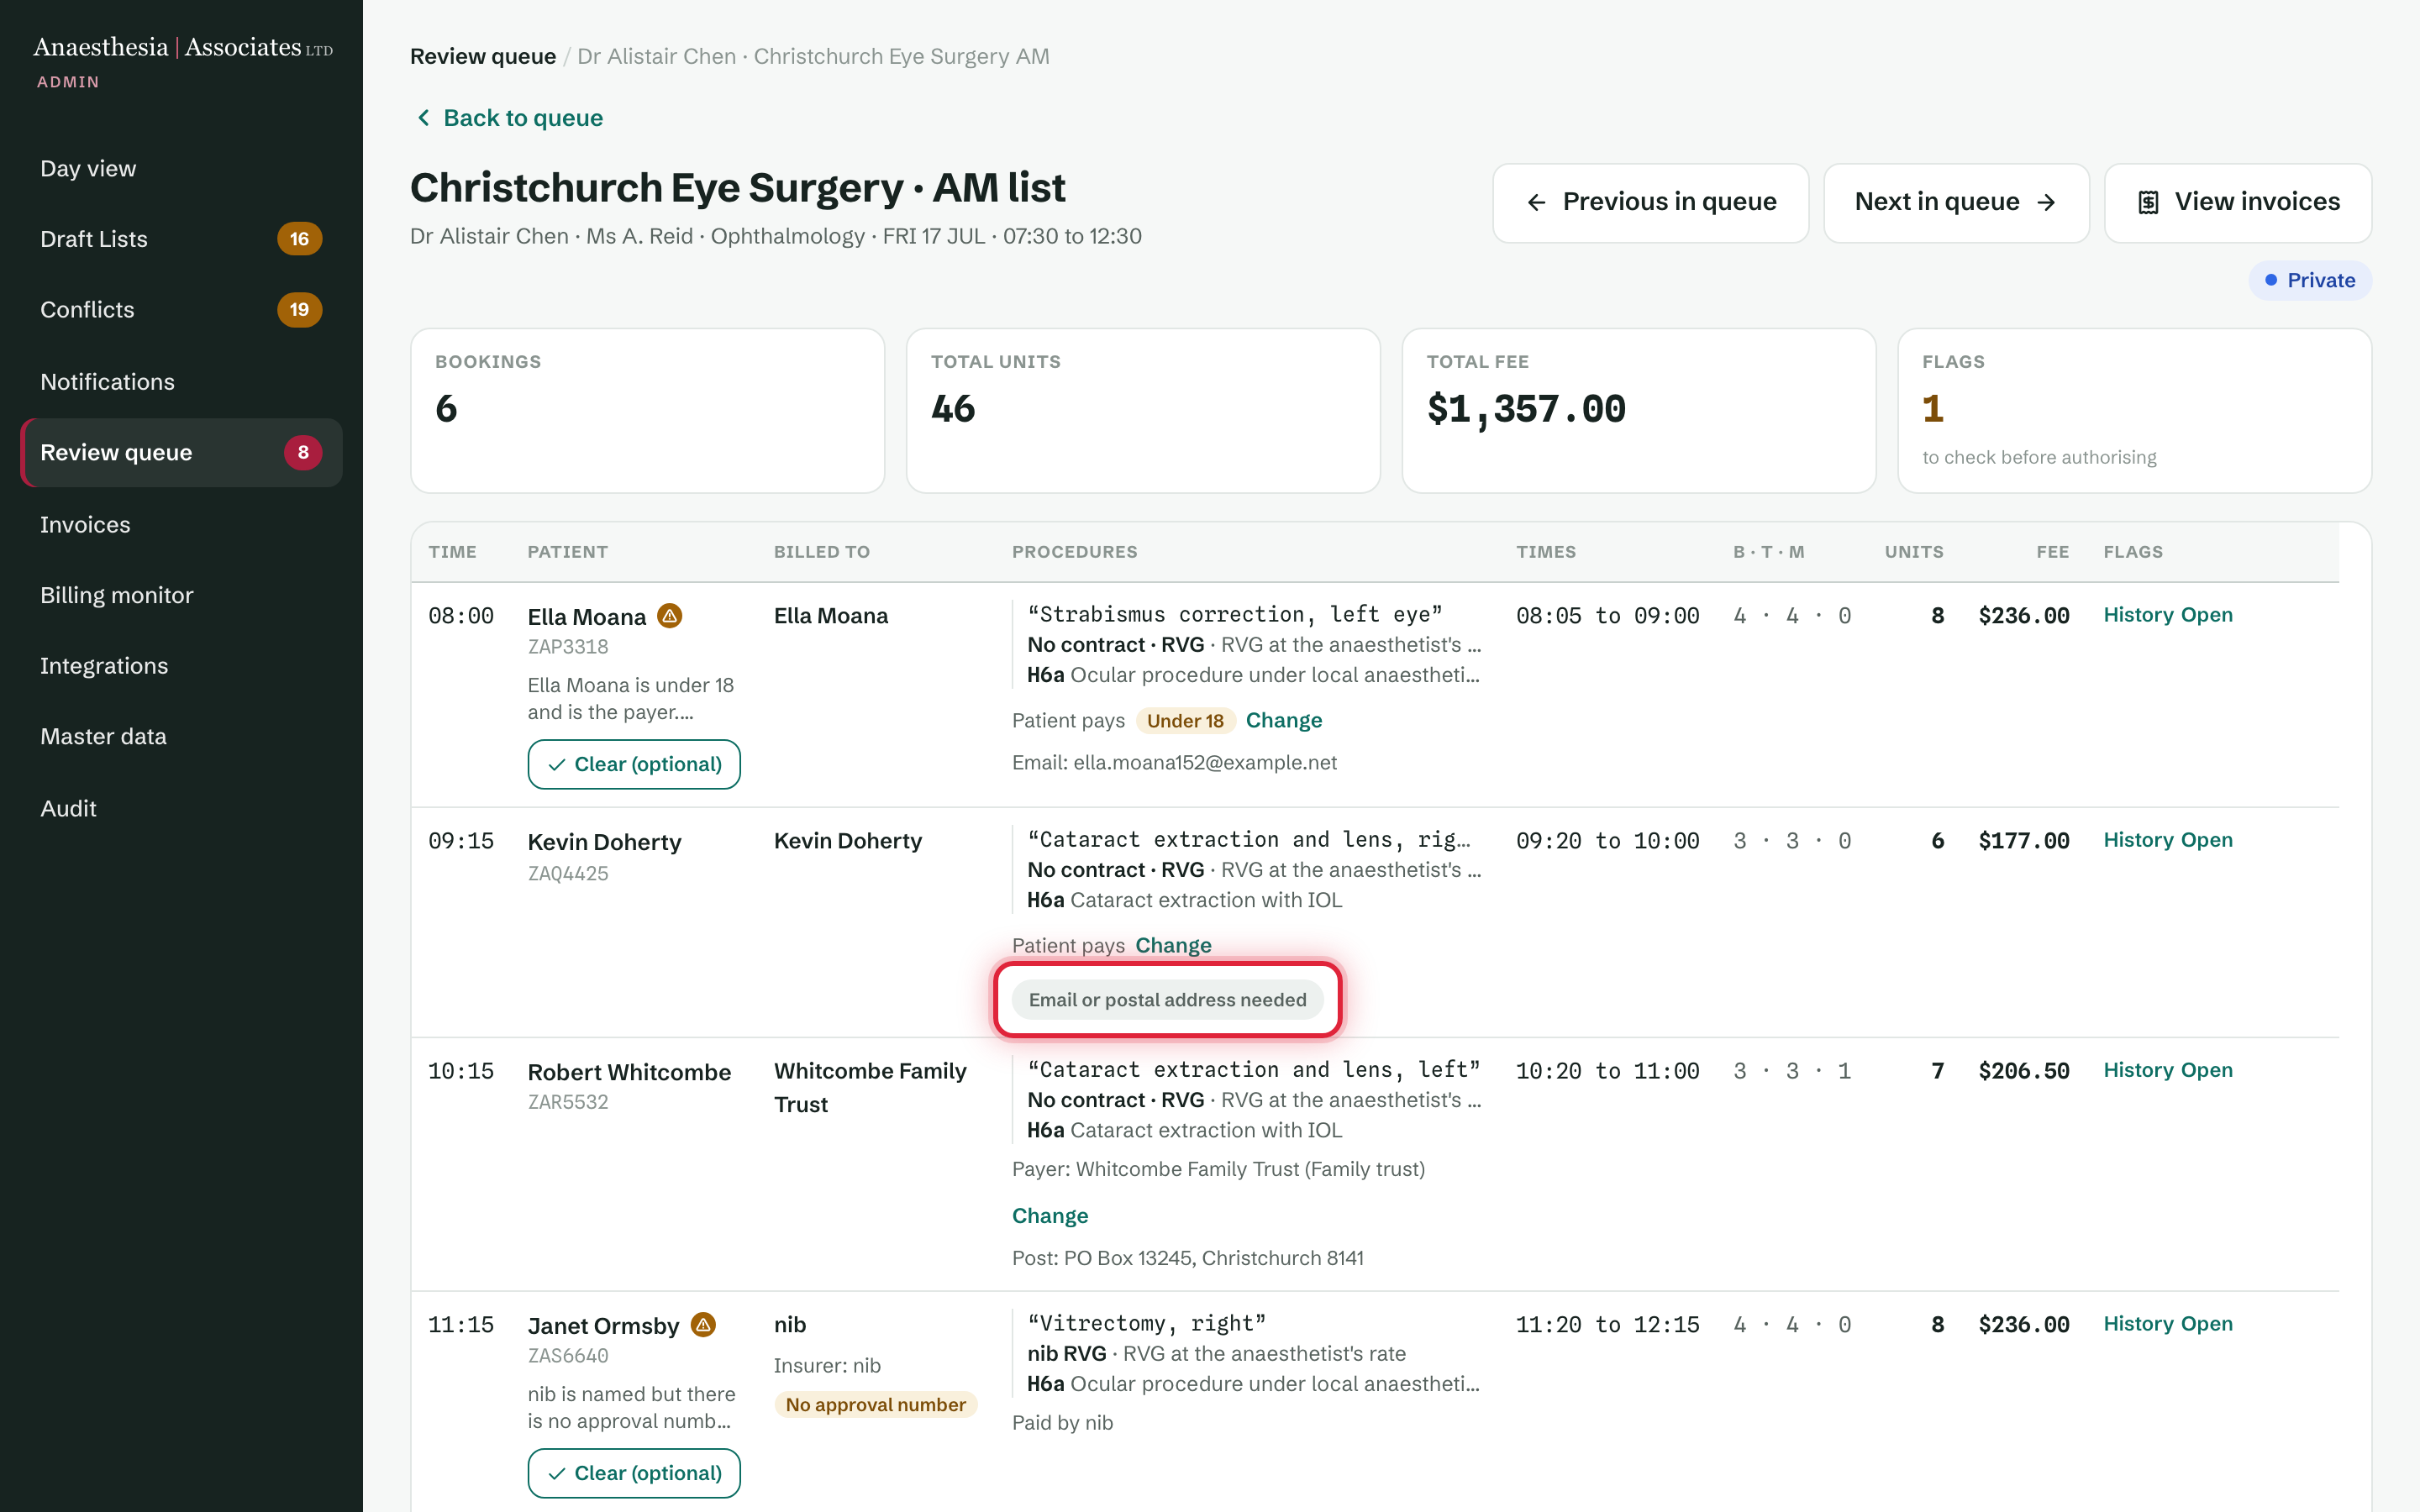 Anaesthesia | Associates LTD
ADMIN
Day view
Draft Lists 16
Conflicts 19
Notifications
Review queue 8
Invoices
Billing monitor
Integrations
Master data
Audit
Review queue / Dr Alistair Chen · Christchurch Eye Surgery AM
Back to queue
Christchurch Eye Surgery · AM list
Dr Alistair Chen · Ms A. Reid · Ophthalmology · FRI 17 JUL · 07:30 to 12:30
← Previous in queue
Next in queue →
View invoices
Private
BOOKINGS
6
TOTAL UNITS
46
TOTAL FEE
$1,357.00
FLAGS
1
to check before authorising
TIME PATIENT BILLED TO PROCEDURES TIMES B · T · M UNITS FEE FLAGS
08:00
Ella Moana
ZAP3318
Ella Moana is under 18
and is the payer....
Clear (optional)
Ella Moana
“Strabismus correction, left eye”
No contract · RVG · RVG at the anaesthetist's ...
H6a Ocular procedure under local anaestheti...
Patient pays Under 18 Change
Email: ella.moana152@example.net
08:05 to 09:00
4 · 4 · 0
8
$236.00
History Open
09:15
Kevin Doherty
ZAQ4425
Kevin Doherty
“Cataract extraction and lens, rig…
No contract · RVG · RVG at the anaesthetist's ...
H6a Cataract extraction with IOL
Patient pays Change
Email or postal address needed
09:20 to 10:00
3 · 3 · 0
6
$177.00
History Open
10:15
Robert Whitcombe
ZAR5532
Whitcombe Family
Trust
“Cataract extraction and lens, left”
No contract · RVG · RVG at the anaesthetist's ...
H6a Cataract extraction with IOL
Payer: Whitcombe Family Trust (Family trust)
Change
Post: PO Box 13245, Christchurch 8141
10:20 to 11:00
3 · 3 · 1
7
$206.50
History Open
11:15
Janet Ormsby
ZAS6640
nib is named but there
is no approval numb...
Clear (optional)
nib
Insurer: nib
No approval number
“Vitrectomy, right”
nib RVG · RVG at the anaesthetist's rate
H6a Ocular procedure under local anaestheti...
Paid by nib
11:20 to 12:15
4 · 4 · 0
8
$236.00
History Open